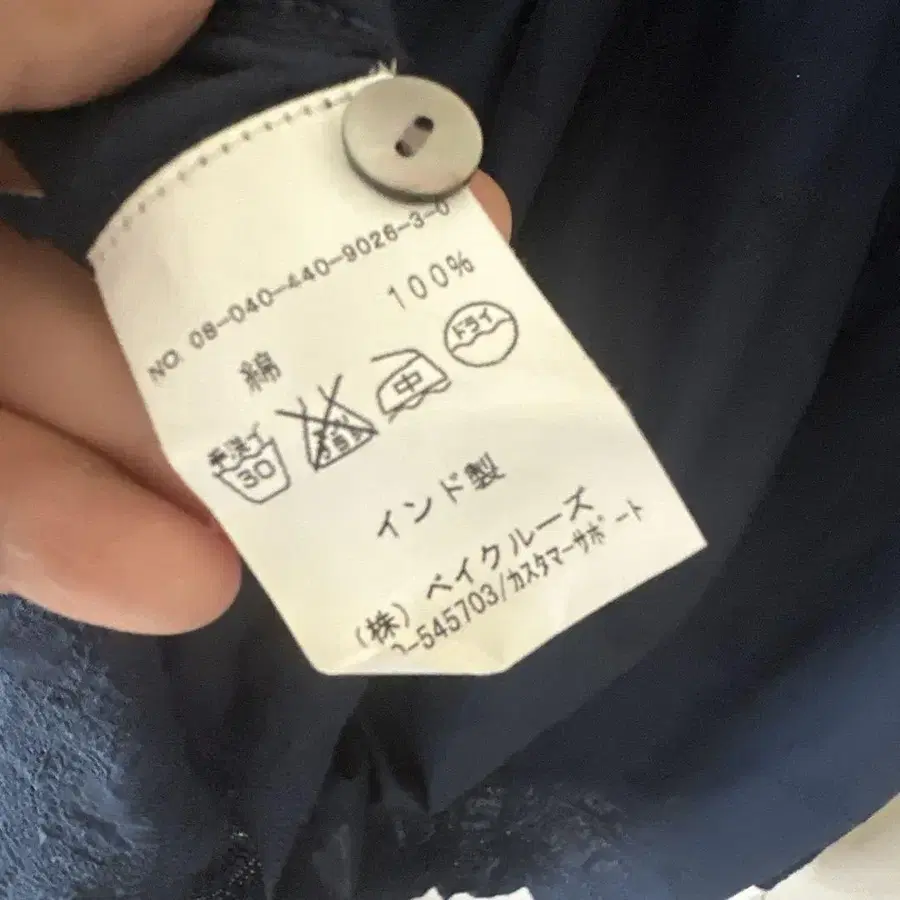 NO. 08-040-440-9026-3-0
綿 100%
手洗イ 30
中
ドライ
インド製
(株) ベイクルーズ
-545703/カスタマーサポート